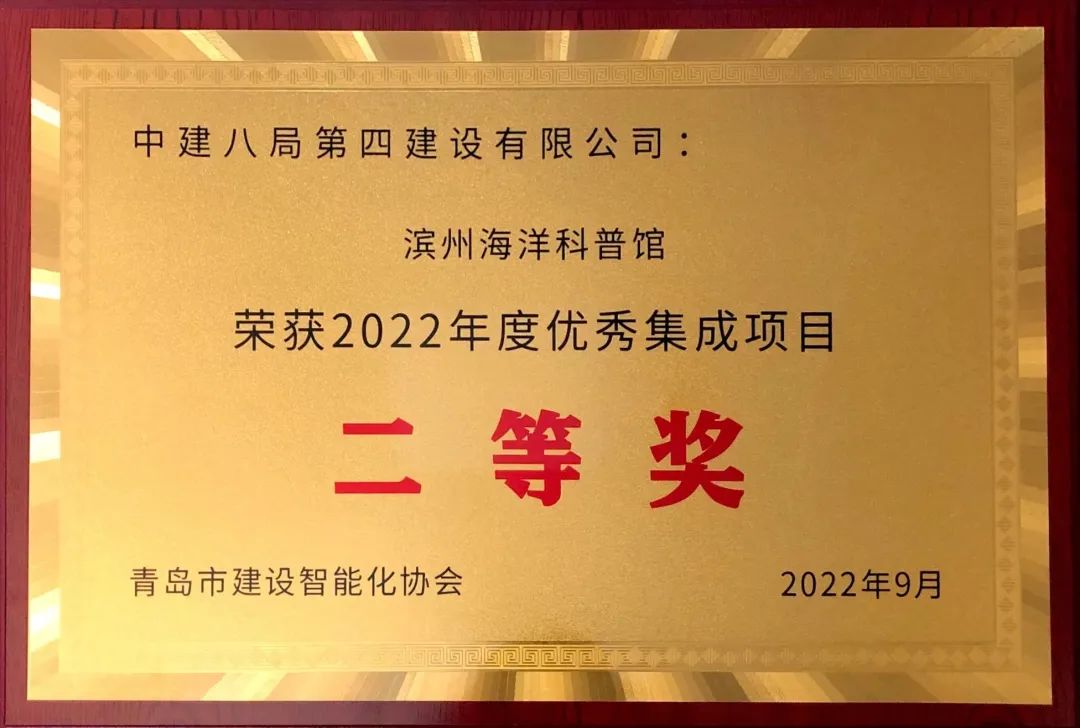 中建八局第四建设有限公司：
滨州海洋科普馆
荣获2022年度优秀集成项目
二等奖
青岛市建设智能化协会
2022年9月